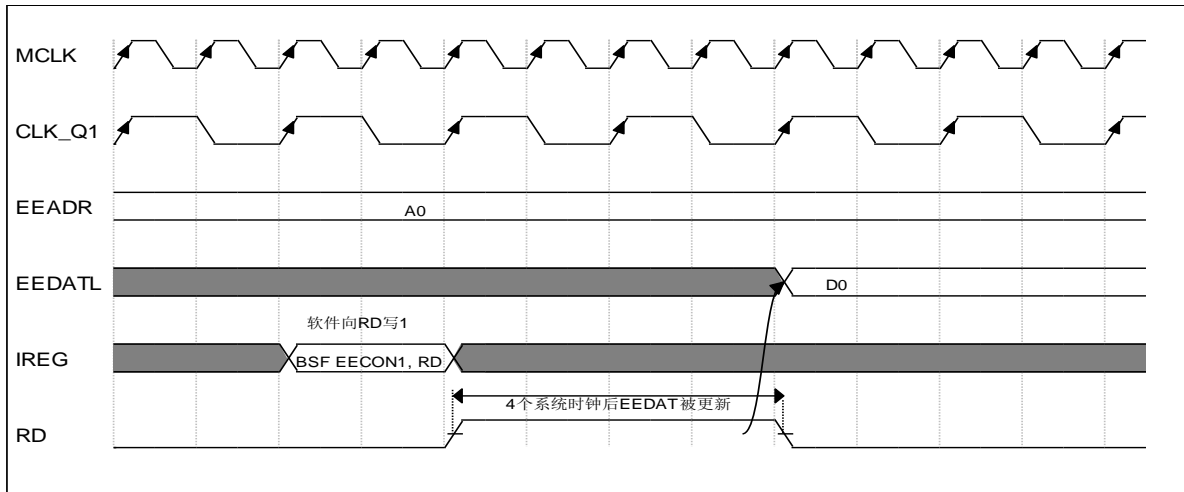 MCLK
CLK_Q1
EEADR
A0
EEDATL
D0
软件向RD写1
IREG
BSF EECON1, RD
4个系统时钟后EEDAT被更新
RD